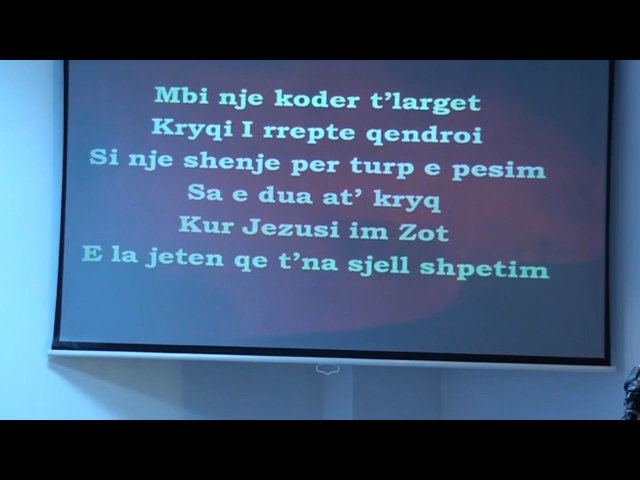 Mbi nje koder t’larget
Kryqi I rrepte qendroi
Si nje shenje per turp e pesim
Sa e dua at’ kryq
Kur Jezusi im Zot
E la jeten qe t’na sjell shpetim